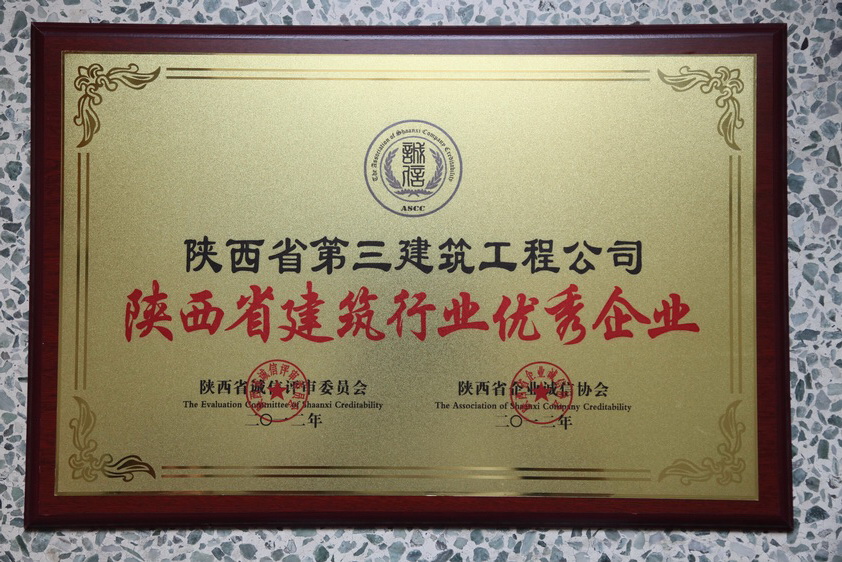 The Association of Shaanxi Company Creditability
誠信
ASCC
陕西省第三建筑工程公司
陕西省建筑行业优秀企业
陕西省诚信评审委员会
陕西省企业诚信协会
The Evaluation Committee of Shaanxi Creditability
The Association of Shaanxi Company Creditability